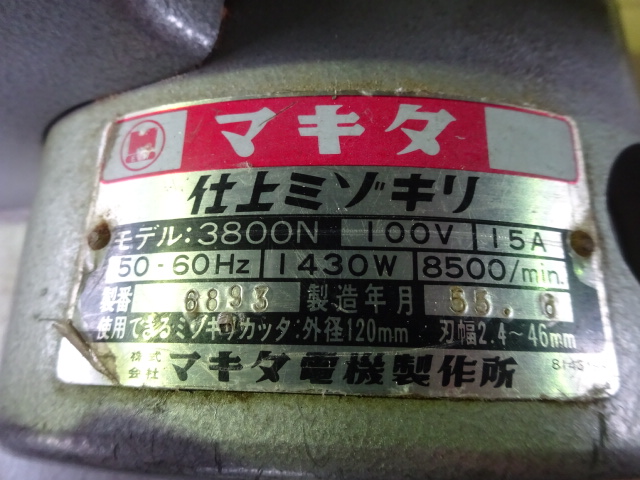 マキタ
仕上ミゾキリ
モデル:3800N 100V 15A
50-60Hz 1430W 8500/min.
製番 6893 製造年月 55.6
使用できるミゾキリカッタ:外径120mm 刃幅2.4~46mm
株式会社 マキタ電機製作所